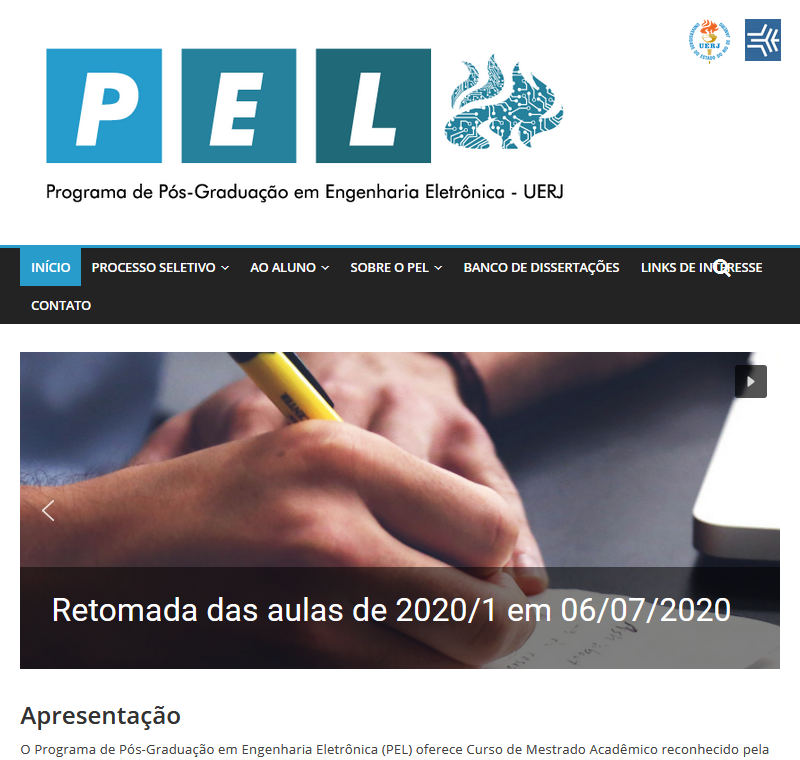 UERJ
PEL
Programa de Pós-Graduação em Engenharia Eletrônica - UERJ
INÍCIO PROCESSO SELETIVO AO ALUNO SOBRE O PEL BANCO DE DISSERTAÇÕES LINKS DE INTERESSE
CONTATO
Retomada das aulas de 2020/1 em 06/07/2020
Apresentação
O Programa de Pós-Graduação em Engenharia Eletrônica (PEL) oferece Curso de Mestrado Acadêmico reconhecido pela